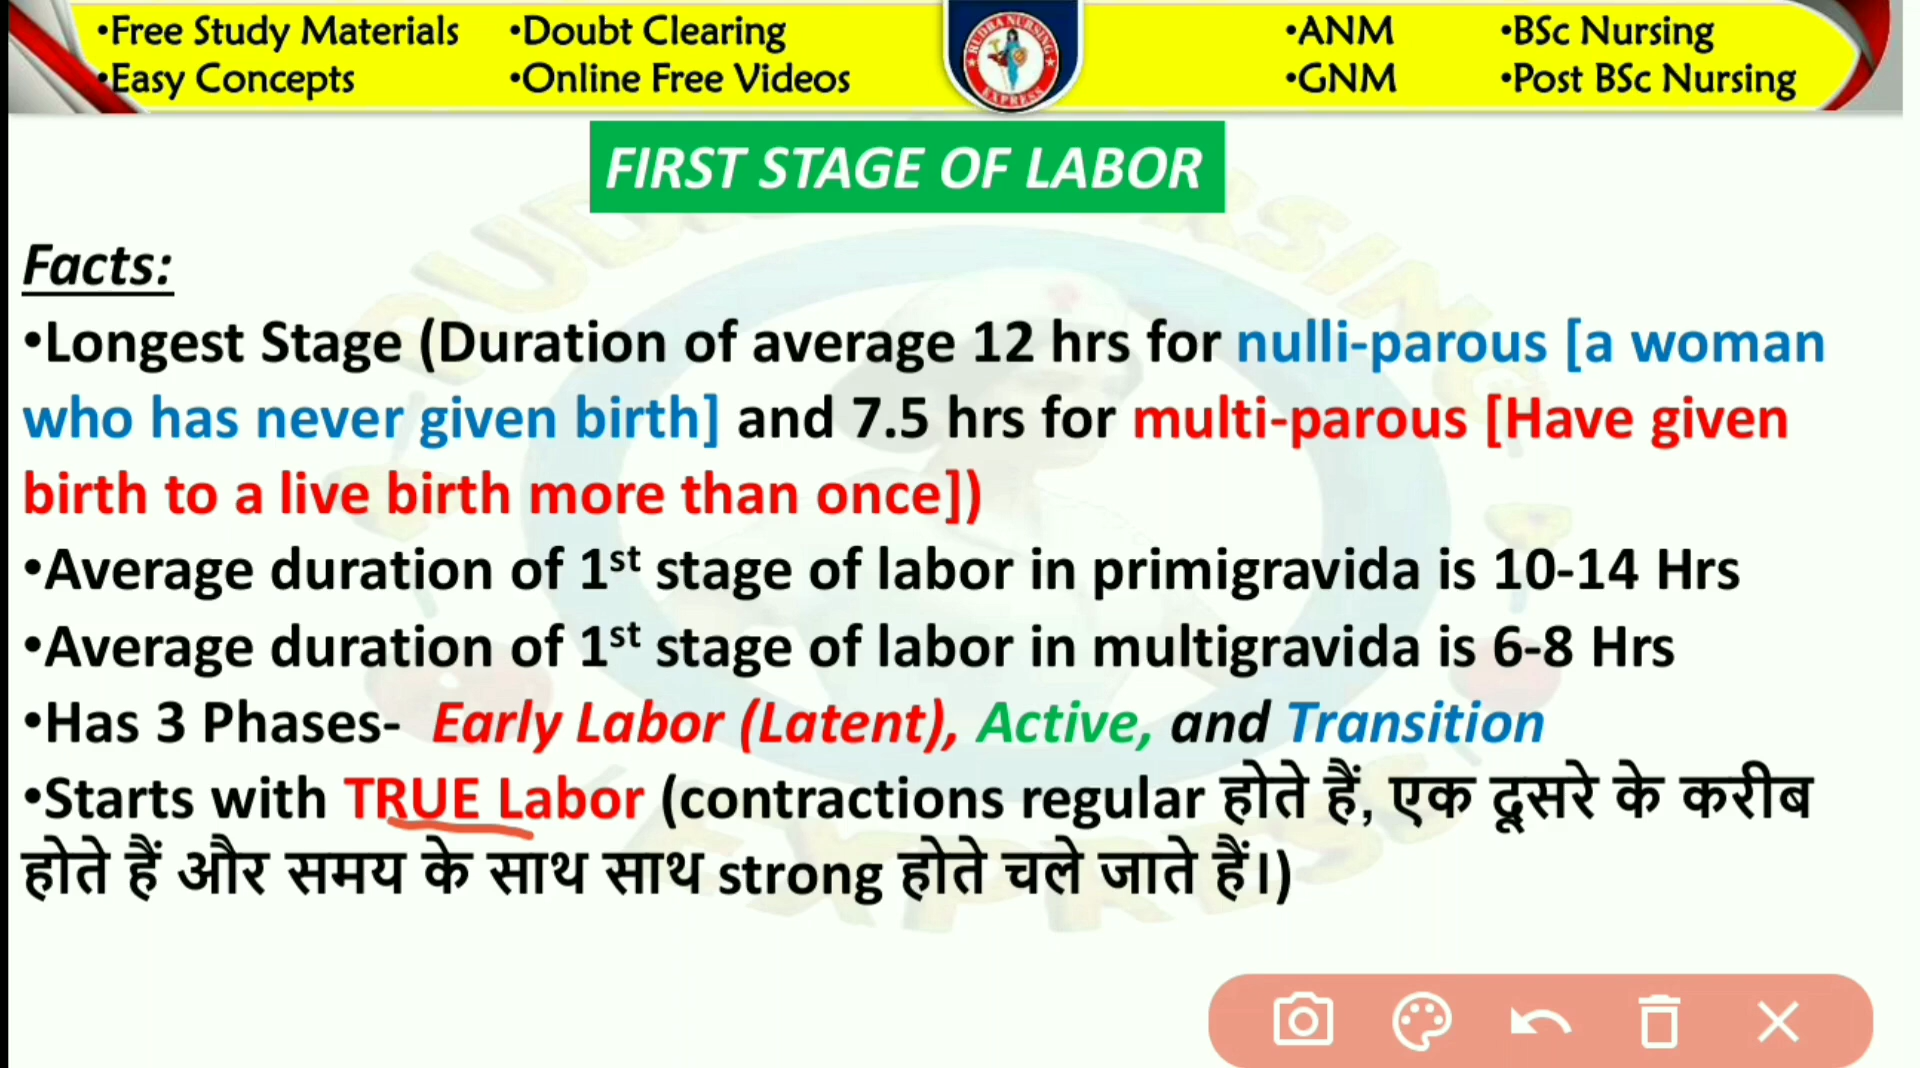 •Free Study Materials •Doubt Clearing •ANM •BSc Nursing
•Easy Concepts •Online Free Videos •GNM •Post BSc Nursing
RUDRA NURSING
EXPRESS
FIRST STAGE OF LABOR
Facts:
•Longest Stage (Duration of average 12 hrs for nulli-parous [a woman
who has never given birth] and 7.5 hrs for multi-parous [Have given
birth to a live birth more than once])
•Average duration of 1st stage of labor in primigravida is 10-14 Hrs
•Average duration of 1st stage of labor in multigravida is 6-8 Hrs
•Has 3 Phases- Early Labor (Latent), Active, and Transition
•Starts with TRUE Labor (contractions regular होते हैं, एक दूसरे के करीब
होते हैं और समय के साथ साथ strong होते चले जाते हैं।)